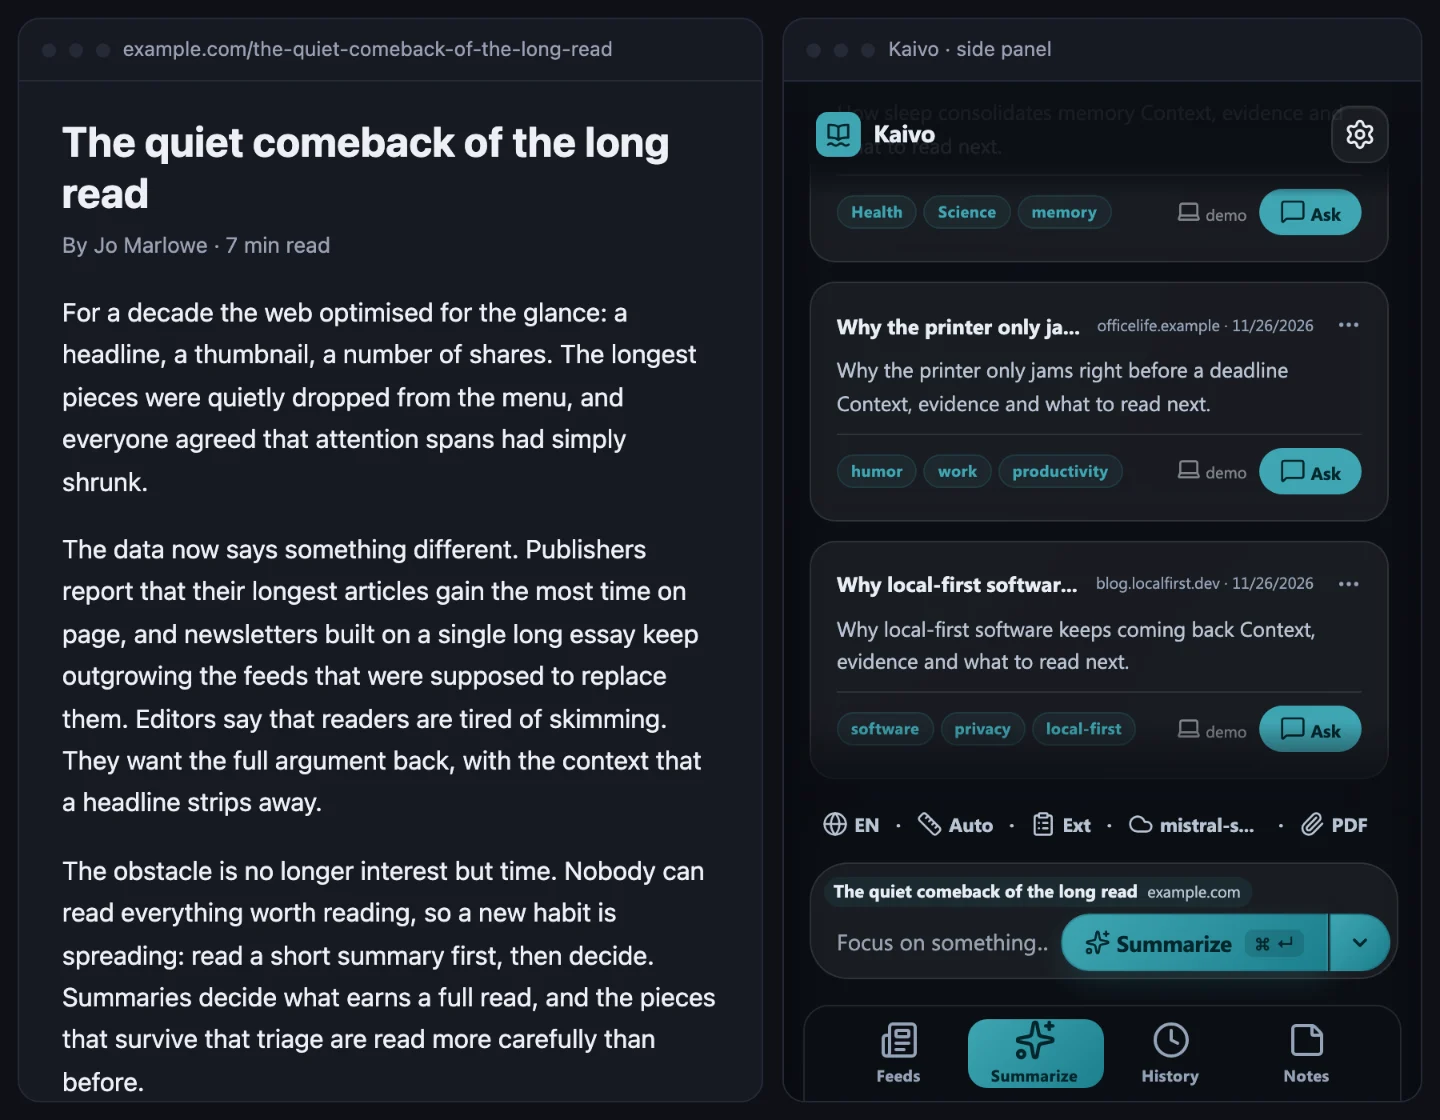 example.com/the-quiet-comeback-of-the-long-read
The quiet comeback of the long
read
By Jo Marlowe · 7 min read
For a decade the web optimised for the glance: a
headline, a thumbnail, a number of shares. The longest
pieces were quietly dropped from the menu, and
everyone agreed that attention spans had simply
shrunk.
The data now says something different. Publishers
report that their longest articles gain the most time on
page, and newsletters built on a single long essay keep
outgrowing the feeds that were supposed to replace
them. Editors say that readers are tired of skimming.
They want the full argument back, with the context that
a headline strips away.
The obstacle is no longer interest but time. Nobody can
read everything worth reading, so a new habit is
spreading: read a short summary first, then decide.
Summaries decide what earns a full read, and the pieces
that survive that triage are read more carefully than
before.
Kaivo · side panel
How sleep consolidates memory Context, evidence and
Kaivo
to read next.
Health Science memory demo Ask
Why the printer only ja... officelife.example · 11/26/2026
Why the printer only jams right before a deadline
Context, evidence and what to read next.
humor work productivity demo Ask
Why local-first softwar... blog.localfirst.dev · 11/26/2026
Why local-first software keeps coming back Context,
evidence and what to read next.
software privacy local-first demo Ask
EN · Auto · Ext · mistral-s... · PDF
The quiet comeback of the long read example.com
Focus on something.. Summarize ⌘ ↵
Feeds Summarize History Notes